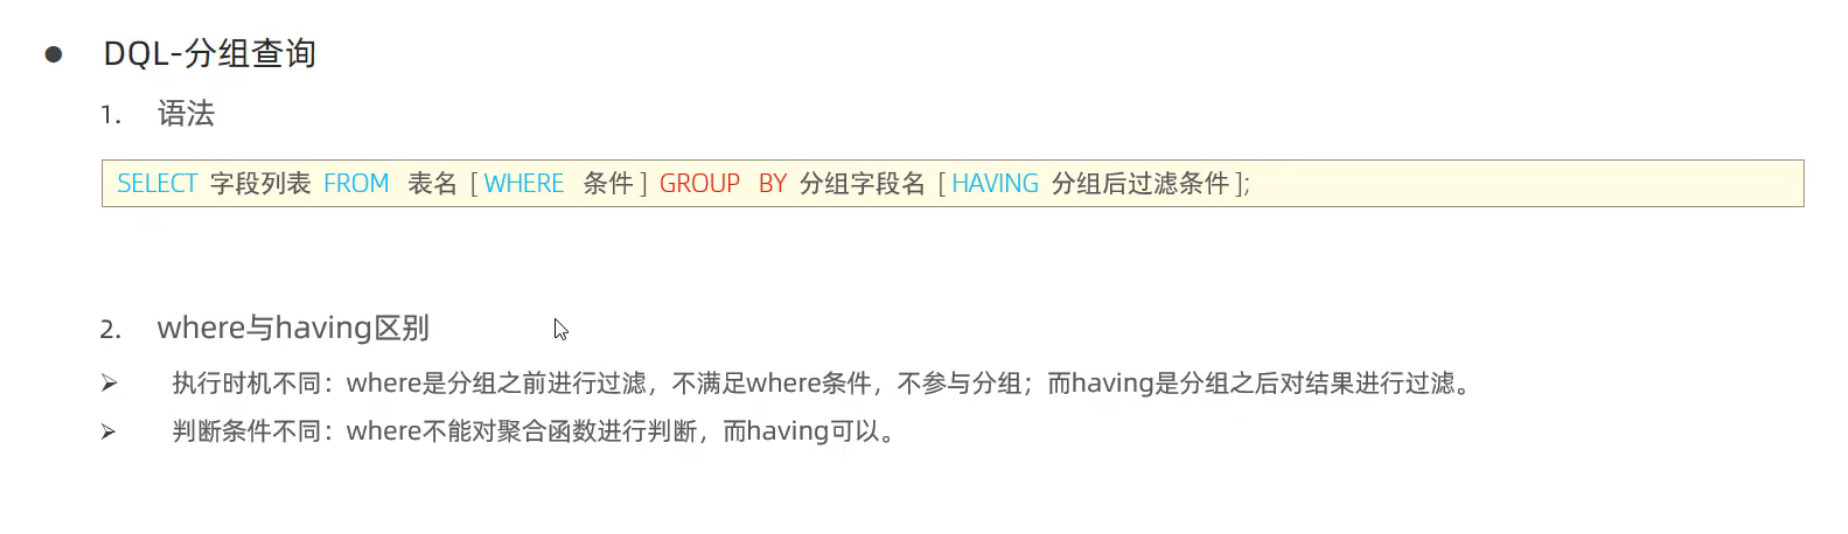 ● DQL-分组查询
1. 语法
SELECT 字段列表 FROM 表名 [ WHERE 条件 ] GROUP BY 分组字段名 [ HAVING 分组后过滤条件 ];
2. where与having区别
➢ 执行时机不同：where是分组之前进行过滤，不满足where条件，不参与分组；而having是分组之后对结果进行过滤。
➢ 判断条件不同：where不能对聚合函数进行判断，而having可以。